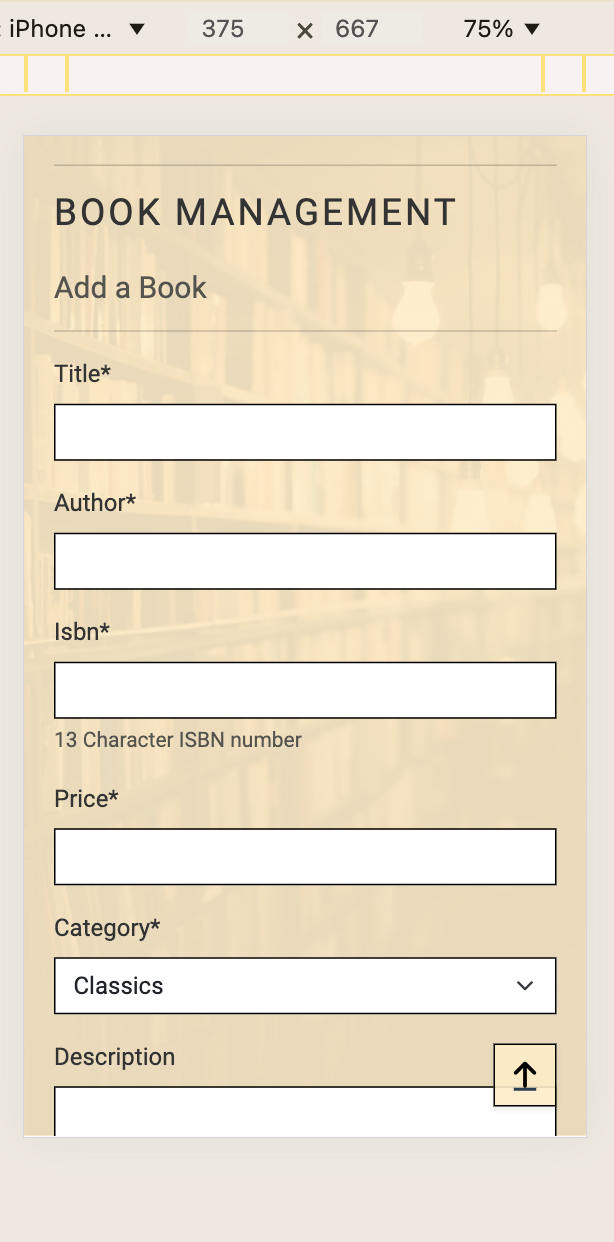 : iPhone ... 375 × 667 75%
BOOK MANAGEMENT
Add a Book
Title*
Author*
Isbn*
13 Character ISBN number
Price*
Category*
Classics
Description